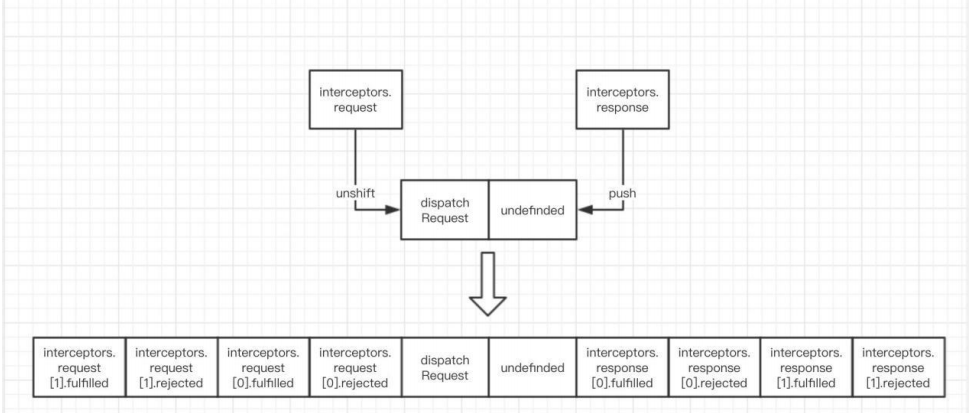 interceptors.
request
interceptors.
response
unshift
push
dispatch
Request
undefinded
interceptors.
request
[1].fulfilled
interceptors.
request
[1].rejected
interceptors.
request
[0].fulfilled
interceptors.
request
[0].rejected
dispatch
Request
undefinded
interceptors.
response
[0].fulfilled
interceptors.
response
[0].rejected
interceptors.
response
[1].fulfilled
interceptors.
response
[1].rejected